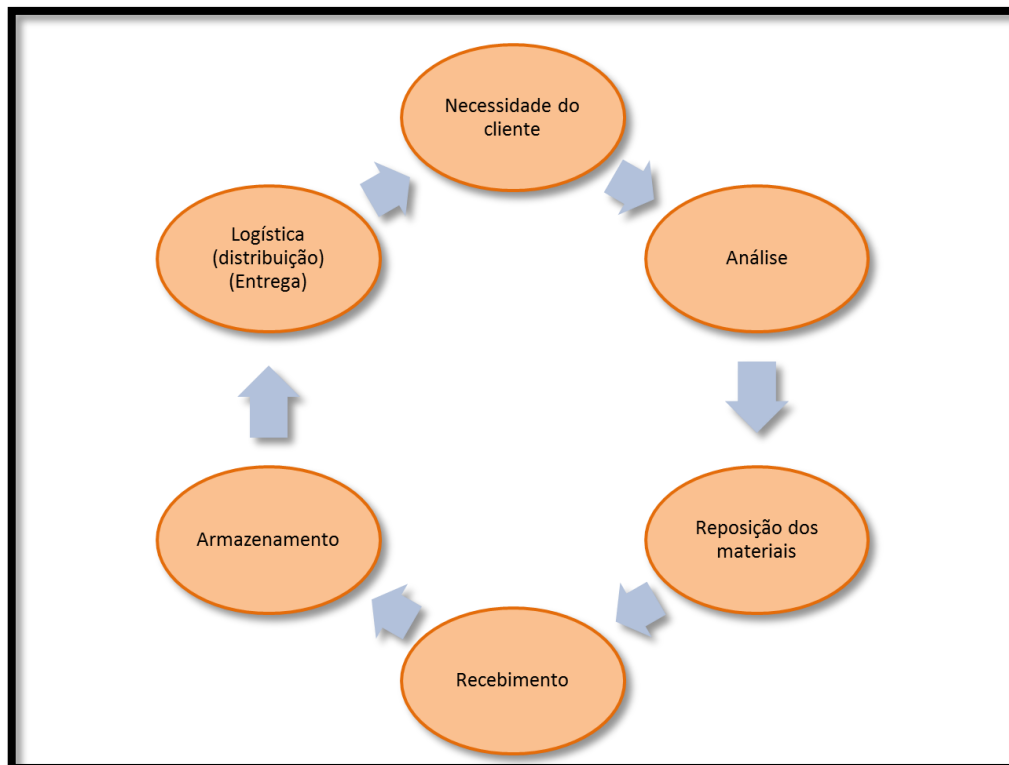 Necessidade do
cliente
Análise
Reposição dos
materiais
Recebimento
Armazenamento
Logística
(distribuição)
(Entrega)